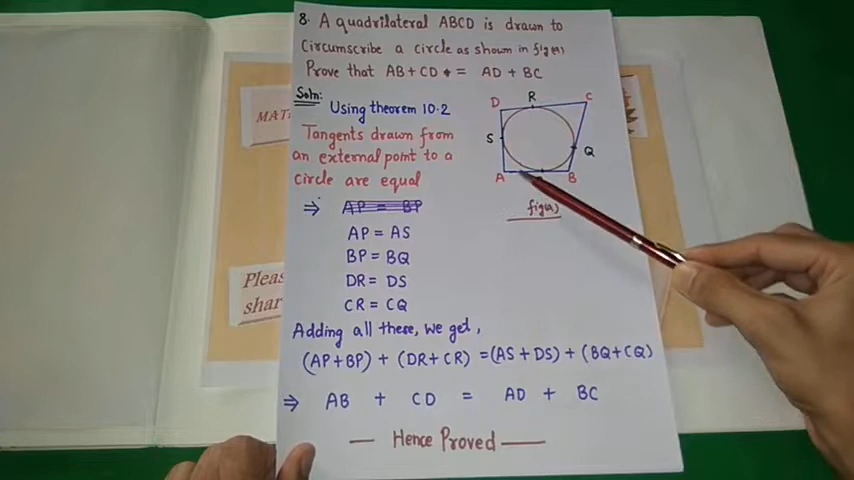 8. A quadrilateral ABCD is drawn to
Circumscribe a circle as shown in fig(a)
Prove that AB + CD = AD + BC
Soln:
Using theorem 10.2
Tangents drawn from
an external point to a
circle are equal
⇒ AP = BP
AP = AS
BP = BQ
DR = DS
CR = CQ
D R C
S Q
A B
fig(a)
Adding all these, we get,
(AP+BP) + (DR+CR) = (AS+DS) + (BQ+CQ)
⇒ AB + CD = AD + BC
— Hence Proved —
MA
Pleas
shar